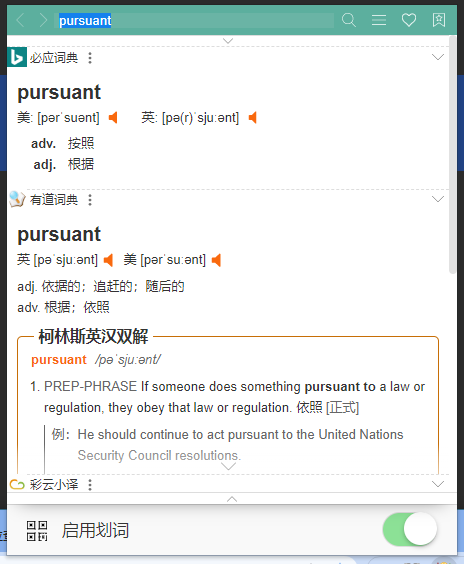 pursuant
必应词典
pursuant
美: [pərˈsuənt] 英: [pə(r)ˈsjuːənt]
adv. 按照
adj. 根据
有道词典
pursuant
英 [pəˈsjuːənt] 美 [pərˈsuːənt]
adj. 依据的；追赶的；随后的
adv. 根据；依照
柯林斯英汉双解
pursuant /pəˈsjuːənt/
1. PREP-PHRASE If someone does something pursuant to a law or
regulation, they obey that law or regulation. 依照 [正式]
例： He should continue to act pursuant to the United Nations
Security Council resolutions.
彩云小译
启用划词